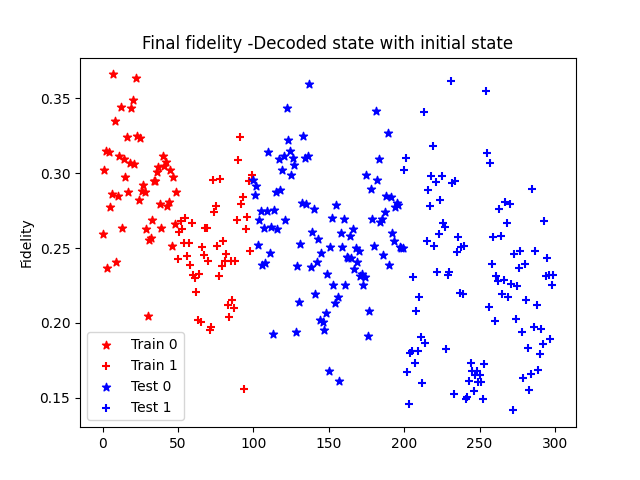 Final fidelity -Decoded state with initial state
0.35
0.30
0.25
0.20
0.15
Fidelity
Train 0
Train 1
Test 0
Test 1
0 50 100 150 200 250 300